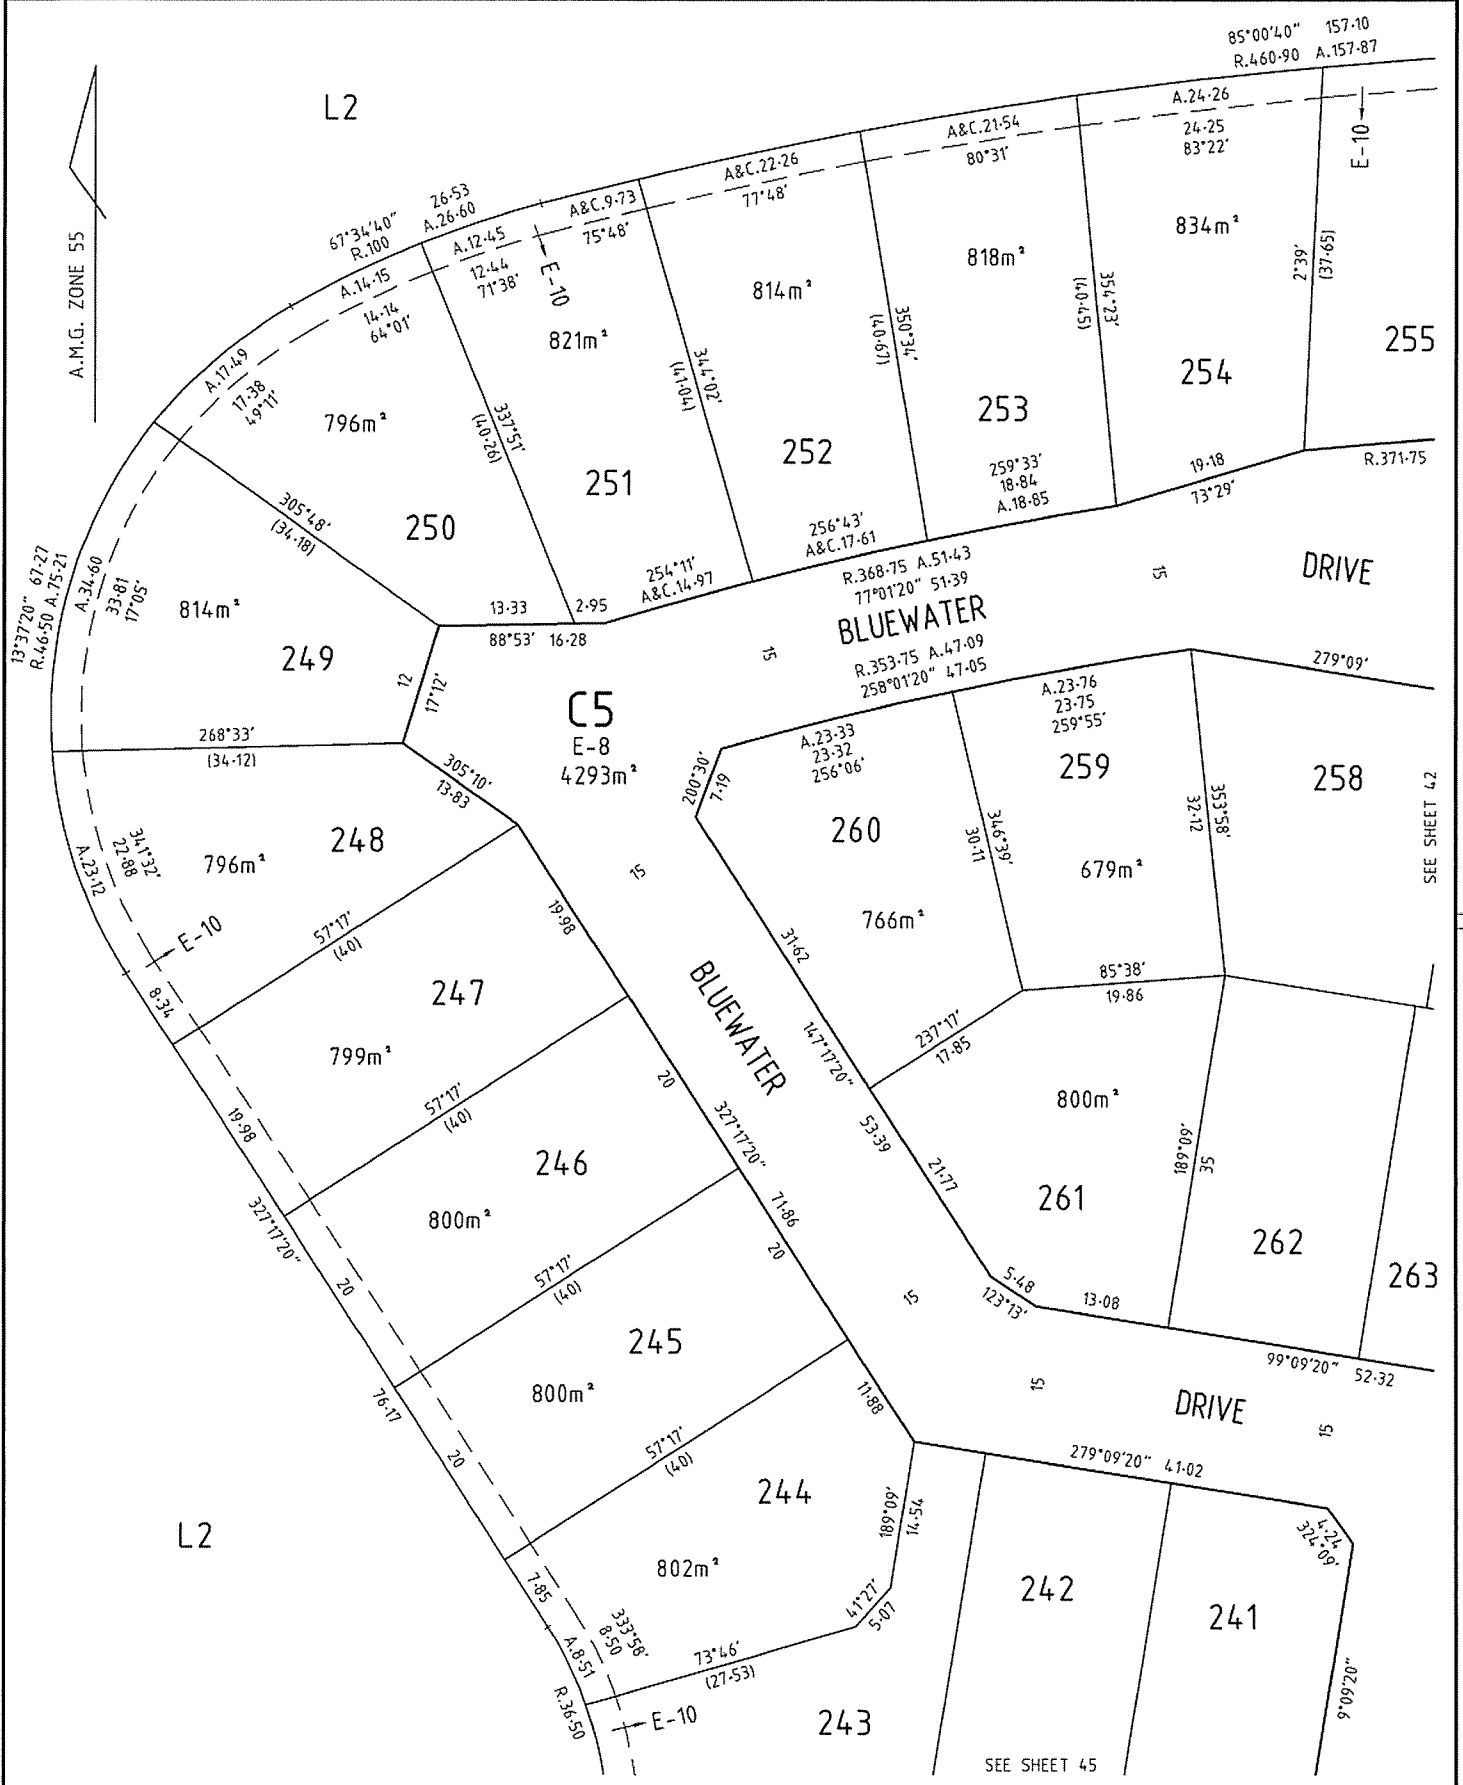 85°00'40" 157·10
R.460·90 A.157·87
L2
A.M.G. ZONE 55
A.24·26
24·25
83°22'
E-10
A&C.21·54
80°31'
A&C.22·26
77°48'
26·53
A.26·60
67°34'40"
R.100
A&C.9·73
75°48'
A.12·45
12·44
71°38'
E-10
A.14·15
14·14
64°01'
A.17·49
17·38
49°11'
834m²
818m²
814m²
821m²
796m²
2°39'
(37·65)
354°23'
(40·45)
350°34'
(40·67)
344°02'
(41·04)
337°51'
(40·26)
255
254
253
252
251
250
259°33'
18·84
A.18·85
19·18
73°29'
R.371·75
256°43'
A&C.17·61
254°11'
A&C.14·97
305°48'
(34·18)
13°37'20" 67·27
R.46·50 A.75·21
A.34·60
33·81
17°05'
814m²
249
13·33
2·95
88°53' 16·28
R.368·75 A.51·43
77°01'20" 51·39
BLUEWATER
DRIVE
15
15
R.353·75 A.47·09
258°01'20" 47·05
279°09'
12
17°12'
C5
E-8
4293m²
268°33'
(34·12)
305°10'
13·83
A.23·76
23·75
259°55'
A.23·33
23·32
256°06'
200°30'
7·19
259
258
260
248
796m²
341°32'
22·88
A.23·12
E-10
346°39'
30·11
353°58'
32·12
679m²
766m²
SEE SHEET 42
15
19·98
57°17'
(40)
31·62
BLUEWATER
247
799m²
8·34
85°38'
19·86
237°17'
17·85
147°17'20"
53·39
21·77
800m²
261
189°09'
35
262
263
20
57°17'
(40)
19·98
246
800m²
327°17'20"
71·86
20
327°17'20"
20
57°17'
(40)
245
800m²
15
5·48
123°13'
13·08
99°09'20" 52·32
76·17
20
11·88
57°17'
(40)
15
DRIVE
15
279°09'20" 41·02
244
802m²
189°09'
14·54
4·24
324°09'
L2
7·85
A.8·51
333°58'
8·50
41°27'
5·07
73°46'
(27·53)
R.36·50
E-10
243
242
241
9°09'20"
SEE SHEET 45